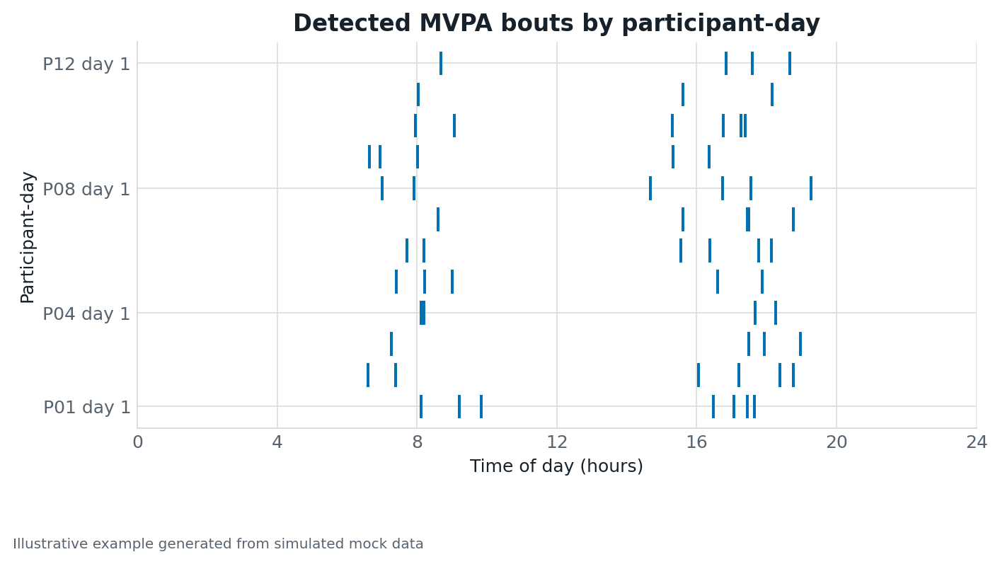 Detected MVPA bouts by participant-day
Participant-day
P12 day 1
P08 day 1
P04 day 1
P01 day 1
0 4 8 12 16 20 24
Time of day (hours)
Illustrative example generated from simulated mock data